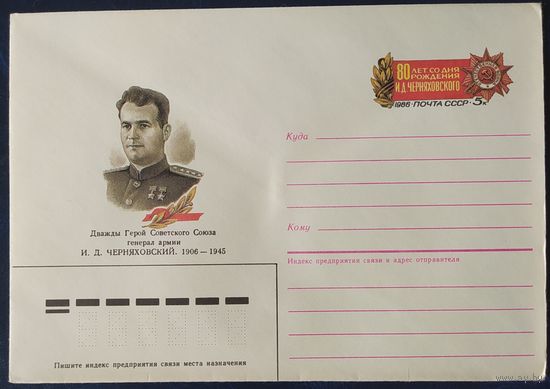 80 ЛЕТ СО ДНЯ
РОЖДЕНИЯ
И.Д. ЧЕРНЯХОВСКОГО
1986 · ПОЧТА СССР · 5к
Куда
Кому
Индекс предприятия связи и адрес отправителя
Дважды Герой Советского Союза
генерал армии
И. Д. ЧЕРНЯХОВСКИЙ. 1906—1945
Пишите индекс предприятия связи места назначения